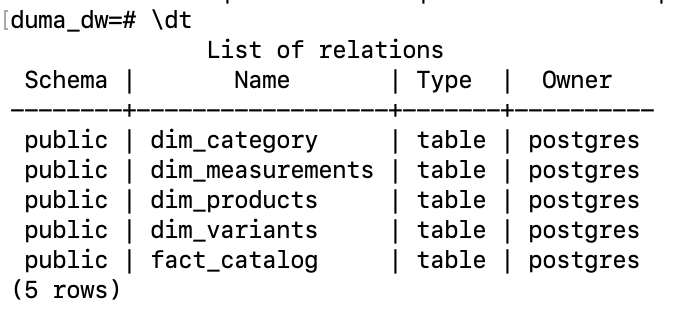 [duma_dw=# \dt
List of relations
Schema | Name | Type | Owner
--------+------------------+-------+----------
public | dim_category | table | postgres
public | dim_measurements | table | postgres
public | dim_products | table | postgres
public | dim_variants | table | postgres
public | fact_catalog | table | postgres
(5 rows)